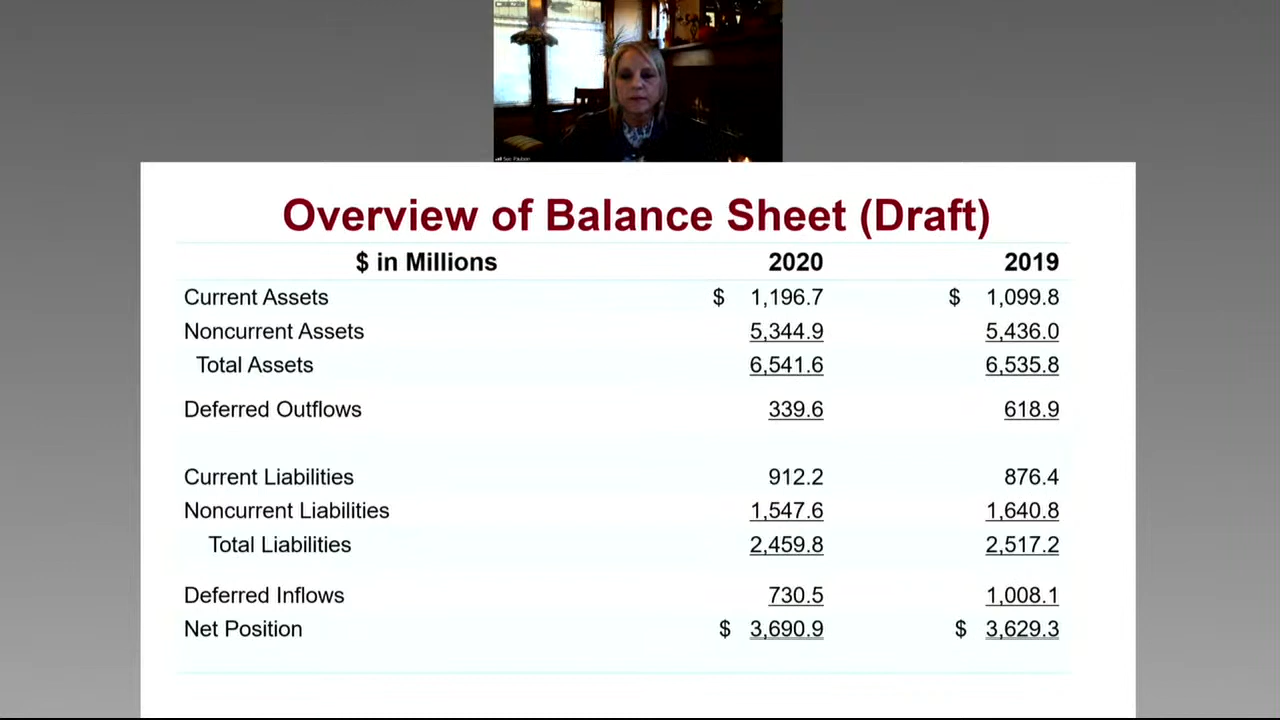 Overview of Balance Sheet (Draft)
$ in Millions 2020 2019
Current Assets $ 1,196.7 $ 1,099.8
Noncurrent Assets 5,344.9 5,436.0
Total Assets 6,541.6 6,535.8
Deferred Outflows 339.6 618.9
Current Liabilities 912.2 876.4
Noncurrent Liabilities 1,547.6 1,640.8
Total Liabilities 2,459.8 2,517.2
Deferred Inflows 730.5 1,008.1
Net Position $ 3,690.9 $ 3,629.3